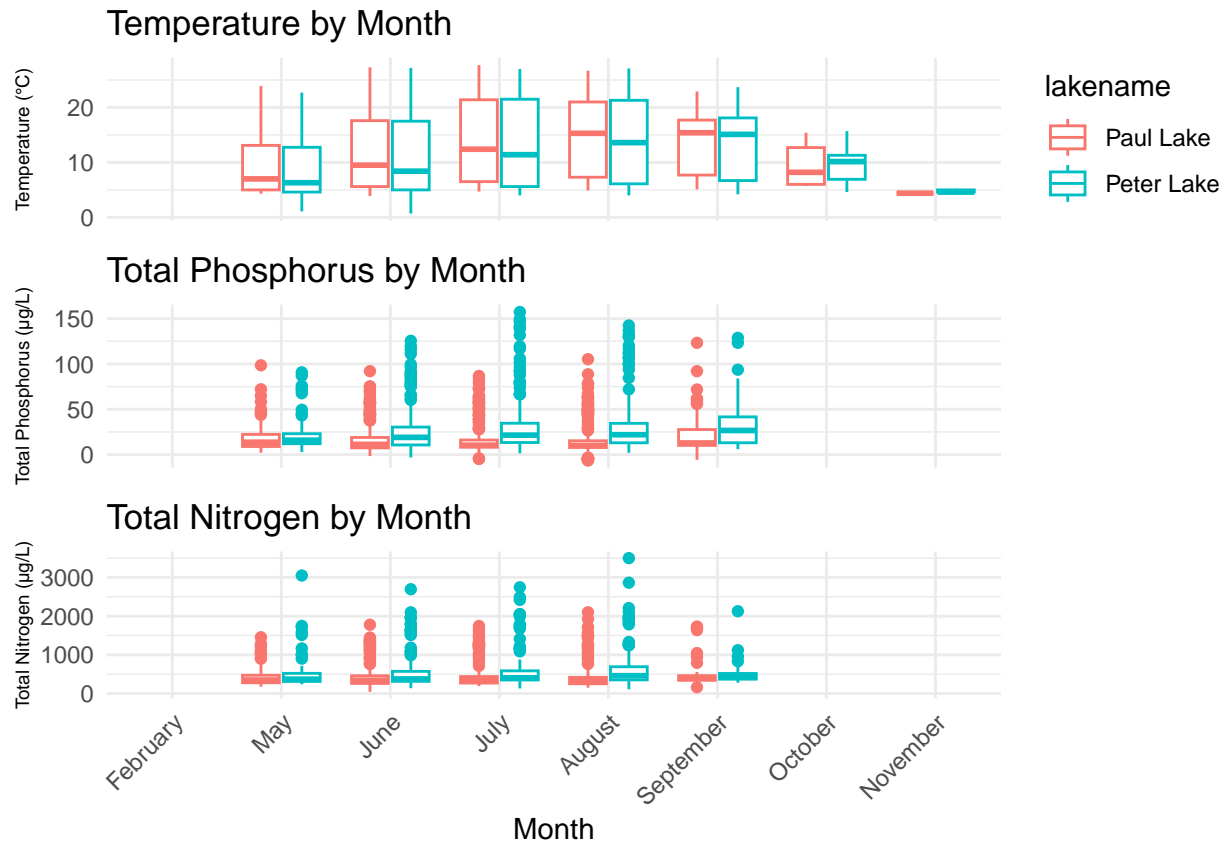 Temperature by Month
Temperature (°C)
20
10
0
lakename
Paul Lake
Peter Lake
Total Phosphorus by Month
Total Phosphorus (µg/L)
150
100
50
0
Total Nitrogen by Month
Total Nitrogen (µg/L)
3000
2000
1000
0
February
May
June
July
August
September
October
November
Month